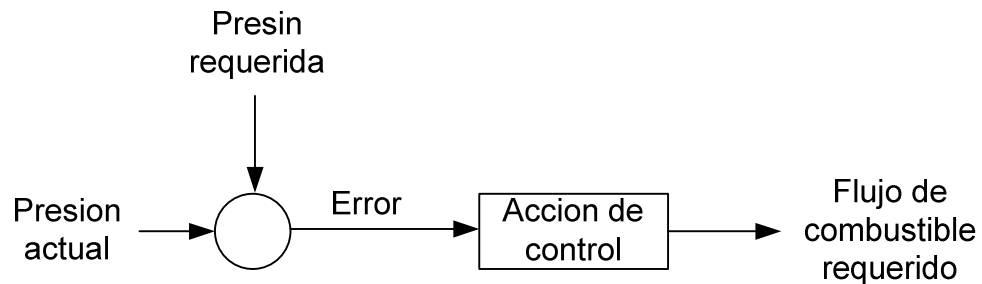 Presin
requerida
Presion
actual
Error
Accion de
control
Flujo de
combustible
requerido